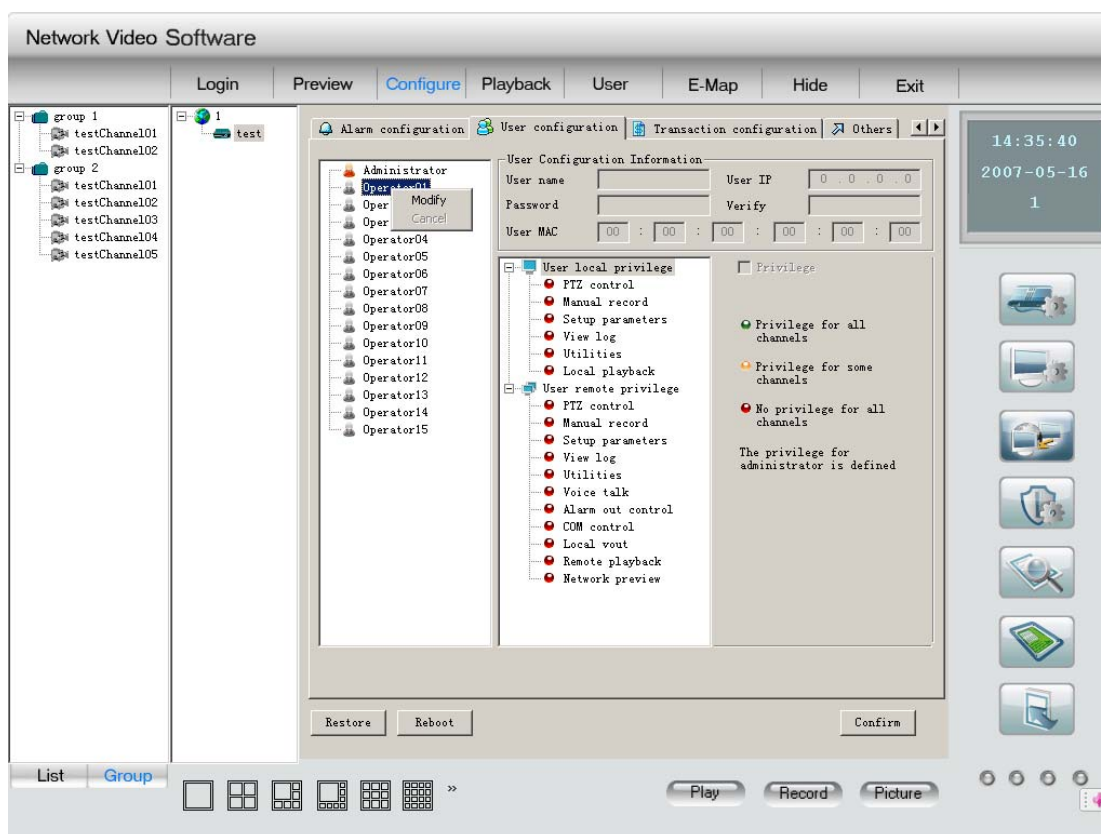 Network Video Software
Login Preview Configure Playback User E-Map Hide Exit
group 1
testChannel01
testChannel02
group 2
testChannel01
testChannel02
testChannel03
testChannel04
testChannel05
1
test
Alarm configuration User configuration Transaction configuration Others
Administrator
Operator01
Oper
Oper
Operator04
Operator05
Operator06
Operator07
Operator08
Operator09
Operator10
Operator11
Operator12
Operator13
Operator14
Operator15
Modify
Cancel
User Configuration Information
User name User IP 0 . 0 . 0 . 0
Password Verify
User MAC 00 : 00 : 00 : 00 : 00 : 00
User local privilege
PTZ control
Manual record
Setup parameters
View log
Utilities
Local playback
User remote privilege
PTZ control
Manual record
Setup parameters
View log
Utilities
Voice talk
Alarm out control
COM control
Local vout
Remote playback
Network preview
Privilege
Privilege for all
channels
Privilege for some
channels
No privilege for all
channels
The privilege for
administrator is defined
14:35:40
2007-05-16
1
Restore Reboot Confirm
List Group
»
Play Record Picture